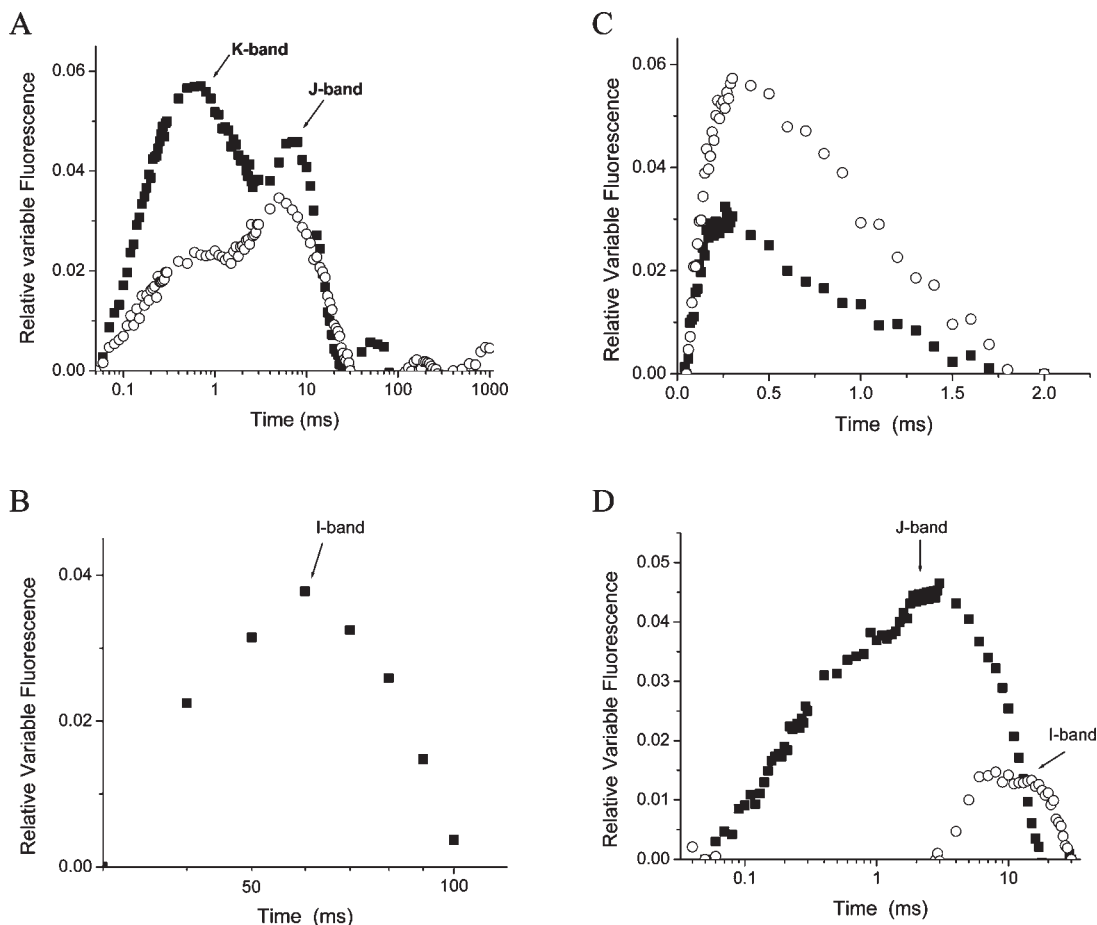 A
K-band
J-band
0.06
0.04
0.02
0.00
Relative variable Fluorescence
0.1
1
10
100
1000
Time (ms)
C
0.06
0.04
0.02
0.00
Relative Variable Fluorescence
0.0
0.5
1.0
1.5
2.0
Time (ms)
B
I-band
0.04
0.02
0.00
Relative Variable Fluorescence
50
100
Time (ms)
D
J-band
I-band
0.05
0.04
0.03
0.02
0.01
0.00
Relative Variable Fluorescence
0.1
1
10
Time (ms)